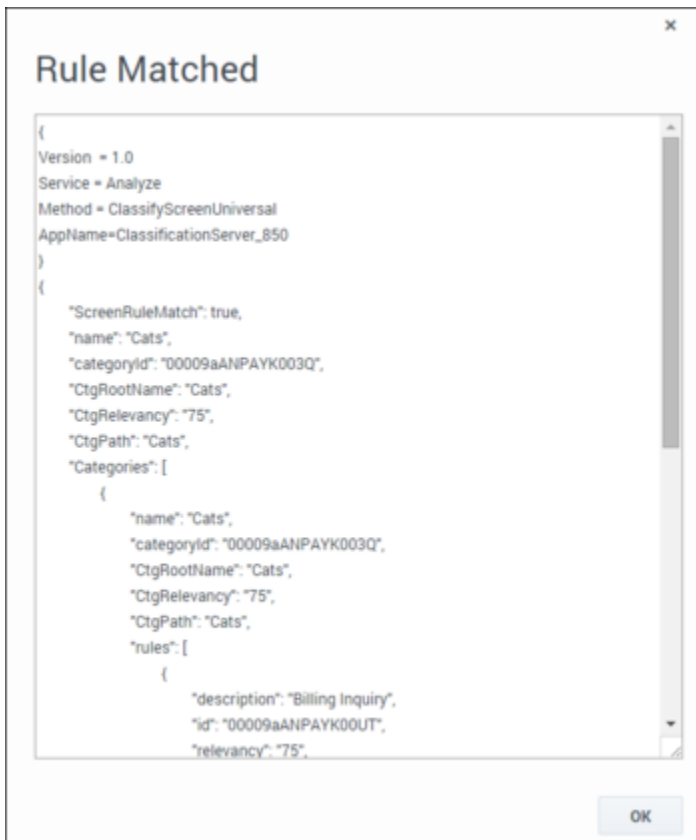 ×
Rule Matched
{
Version = 1.0
Service = Analyze
Method = ClassifyScreenUniversal
AppName=ClassificationServer_850
}
{
"ScreenRuleMatch": true,
"name": "Cats",
"categoryId": "00009aANPAYK003Q",
"CtgRootName": "Cats",
"CtgRelevancy": "75",
"CtgPath": "Cats",
"Categories": [
{
"name": "Cats",
"categoryId": "00009aANPAYK003Q",
"CtgRootName": "Cats",
"CtgRelevancy": "75",
"CtgPath": "Cats",
"rules": [
{
"description": "Billing Inquiry",
"id": "00009aANPAYK00UT",
"relevancy": "75",
OK